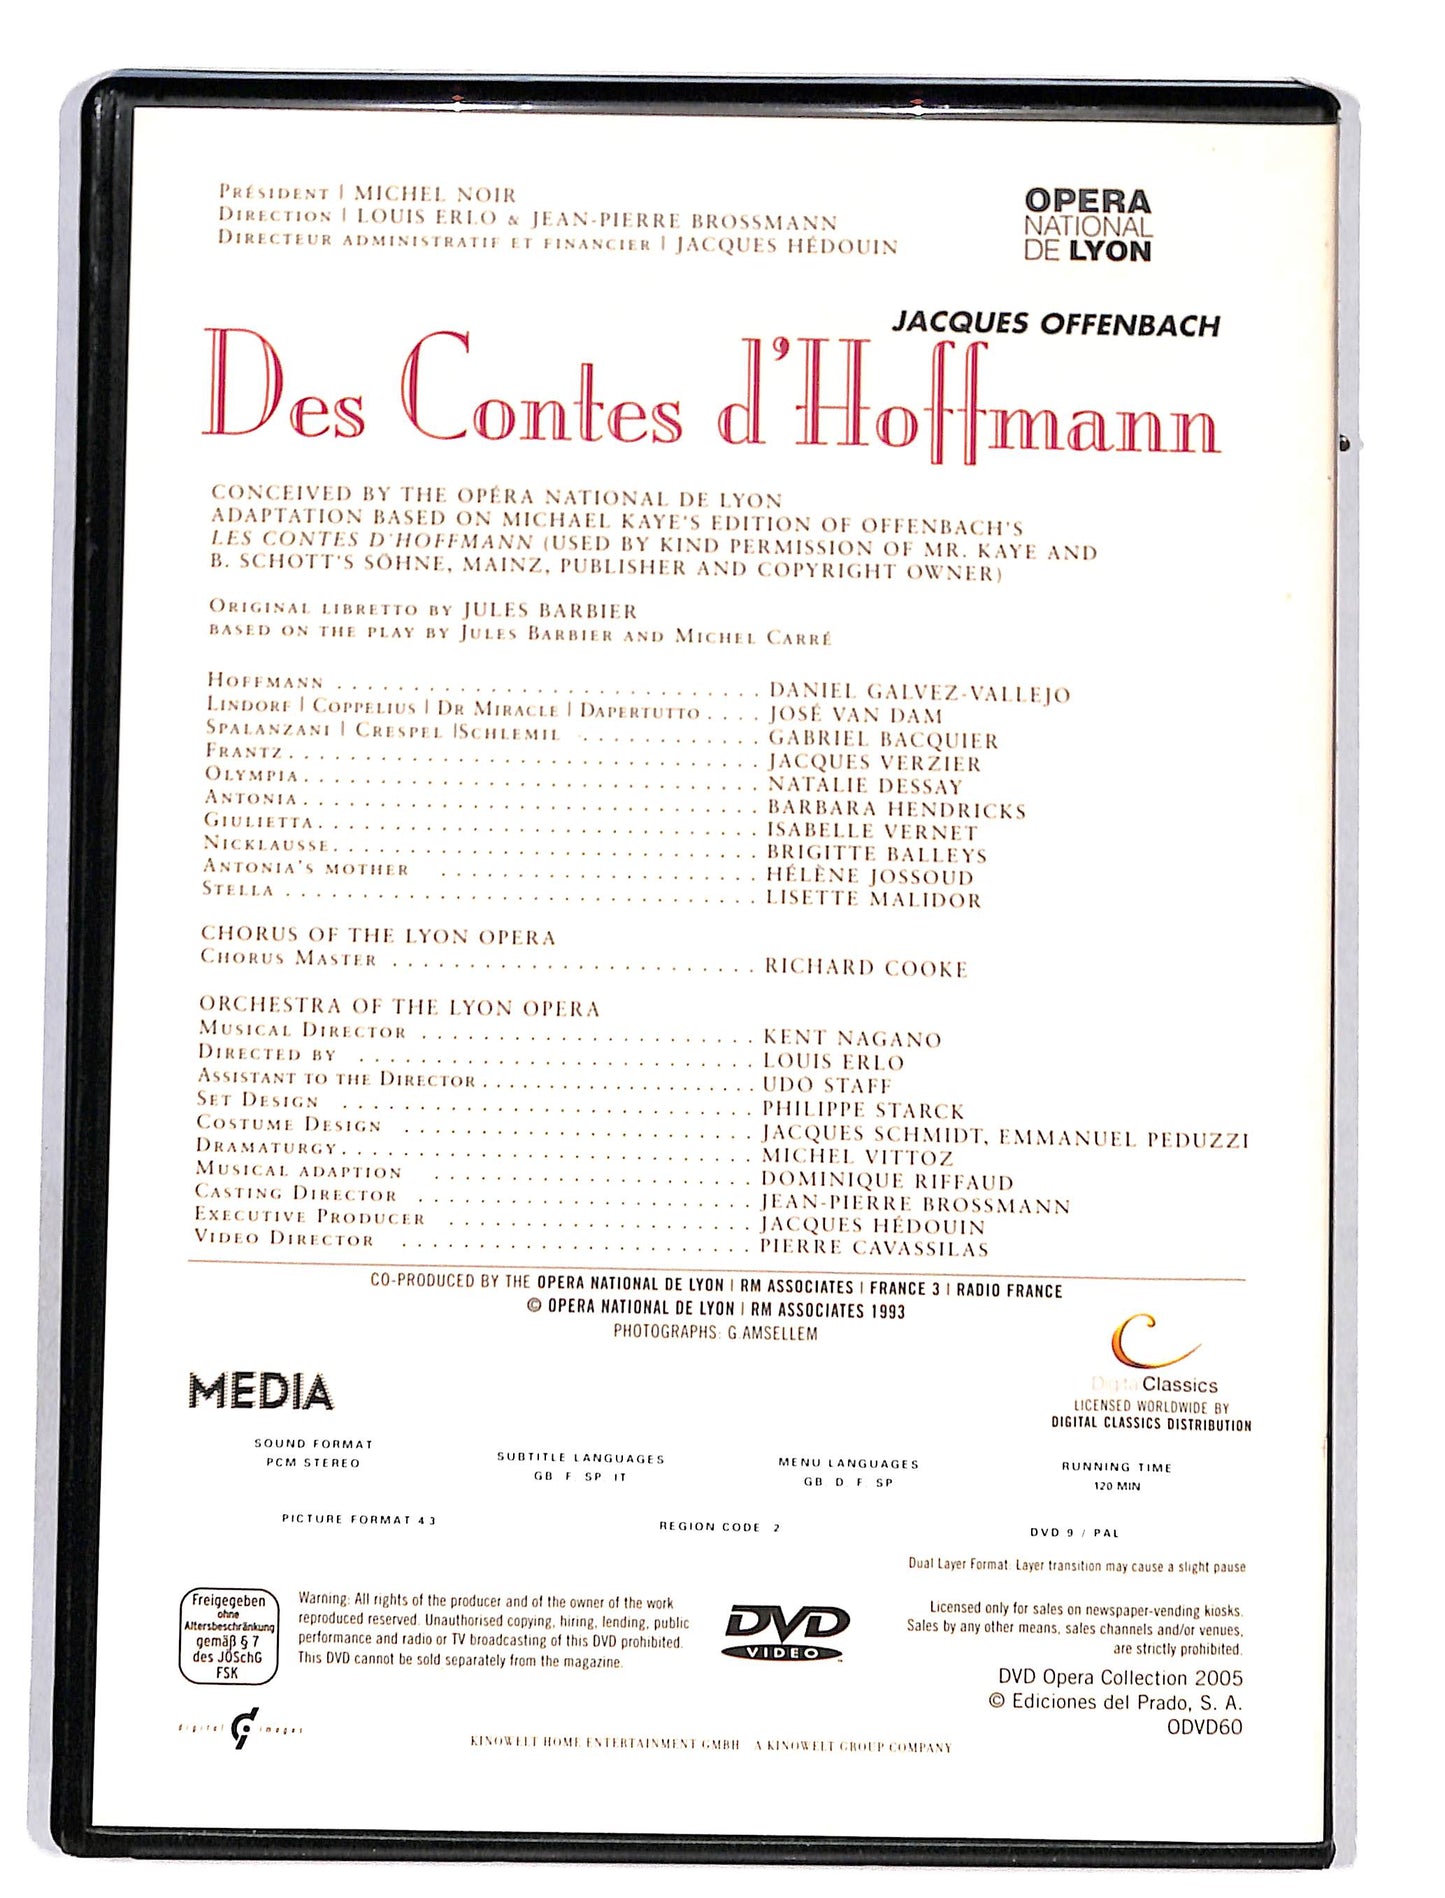 PRÉSIDENT | MICHEL NOIR
DIRECTION | LOUIS ERLO & JEAN-PIERRE BROSSMANN
DIRECTEUR ADMINISTRATIF ET FINANCIER | JACQUES HÉDOUIN
OPERA
NATIONAL
DE LYON
JACQUES OFFENBACH
Des Contes d'Hoffmann
CONCEIVED BY THE OPÉRA NATIONAL DE LYON
ADAPTATION BASED ON MICHAEL KAYE'S EDITION OF OFFENBACH'S
LES CONTES D'HOFFMANN (USED BY KIND PERMISSION OF MR. KAYE AND
B. SCHOTT'S SÖHNE, MAINZ, PUBLISHER AND COPYRIGHT OWNER)
ORIGINAL LIBRETTO BY JULES BARBIER
BASED ON THE PLAY BY JULES BARBIER AND MICHEL CARRÉ
HOFFMANN . . . . . . . . . . . . . . . . . . . . . . . . . . . . DANIEL GALVEZ-VALLEJO
LINDORF | COPPELIUS | DR MIRACLE | DAPERTUTTO . . . . JOSÉ VAN DAM
SPALANZANI | CRESPEL |SCHLEMIL . . . . . . . . . . . . GABRIEL BACQUIER
FRANTZ . . . . . . . . . . . . . . . . . . . . . . . . . . . . . . . JACQUES VERZIER
OLYMPIA . . . . . . . . . . . . . . . . . . . . . . . . . . . . . . NATALIE DESSAY
ANTONIA . . . . . . . . . . . . . . . . . . . . . . . . . . . . . . BARBARA HENDRICKS
GIULIETTA . . . . . . . . . . . . . . . . . . . . . . . . . . . . . ISABELLE VERNET
NICKLAUSSE . . . . . . . . . . . . . . . . . . . . . . . . . . . . BRIGITTE BALLEYS
ANTONIA'S MOTHER . . . . . . . . . . . . . . . . . . . . . HÉLÈNE JOSSOUD
STELLA . . . . . . . . . . . . . . . . . . . . . . . . . . . . . . . LISETTE MALIDOR
CHORUS OF THE LYON OPERA
CHORUS MASTER . . . . . . . . . . . . . . . . . . . . . . . . RICHARD COOKE
ORCHESTRA OF THE LYON OPERA
MUSICAL DIRECTOR . . . . . . . . . . . . . . . . . . . . . . KENT NAGANO
DIRECTED BY . . . . . . . . . . . . . . . . . . . . . . . . . . LOUIS ERLO
ASSISTANT TO THE DIRECTOR . . . . . . . . . . . . . . . . . . UDO STAFF
SET DESIGN . . . . . . . . . . . . . . . . . . . . . . . . . . . PHILIPPE STARCK
COSTUME DESIGN . . . . . . . . . . . . . . . . . . . . . . . JACQUES SCHMIDT, EMMANUEL PEDUZZI
DRAMATURGY . . . . . . . . . . . . . . . . . . . . . . . . . . . MICHEL VITTOZ
MUSICAL ADAPTION . . . . . . . . . . . . . . . . . . . . . DOMINIQUE RIFFAUD
CASTING DIRECTOR . . . . . . . . . . . . . . . . . . . . . . JEAN-PIERRE BROSSMANN
EXECUTIVE PRODUCER . . . . . . . . . . . . . . . . . . . . JACQUES HÉDOUIN
VIDEO DIRECTOR . . . . . . . . . . . . . . . . . . . . . . . PIERRE CAVASSILAS
CO-PRODUCED BY THE OPERA NATIONAL DE LYON | RM ASSOCIATES | FRANCE 3 | RADIO FRANCE
© OPERA NATIONAL DE LYON | RM ASSOCIATES 1993
PHOTOGRAPHS: G.AMSELLEM
MEDIA
Digital Classics
LICENSED WORLDWIDE BY
DIGITAL CLASSICS DISTRIBUTION
SOUND FORMAT
PCM STEREO
SUBTITLE LANGUAGES
GB F SP IT
MENU LANGUAGES
GB D F SP
RUNNING TIME
120 MIN
PICTURE FORMAT 4:3
REGION CODE 2
DVD 9 / PAL
Dual Layer Format: Layer transition may cause a slight pause
Freigegeben
ohne
Altersbeschränkung
gemäß § 7
des JÖSchG
FSK
Warning: All rights of the producer and of the owner of the work
reproduced reserved. Unauthorised copying, hiring, lending, public
performance and radio or TV broadcasting of this DVD prohibited.
This DVD cannot be sold separately from the magazine.
DVD
VIDEO
Licensed only for sales on newspaper-vending kiosks.
Sales by any other means, sales channels and/or venues,
are strictly prohibited.
DVD Opera Collection 2005
© Ediciones del Prado, S. A.
ODVD60
digital images
KINOWELT HOME ENTERTAINMENT GMBH A KINOWELT GROUP COMPANY